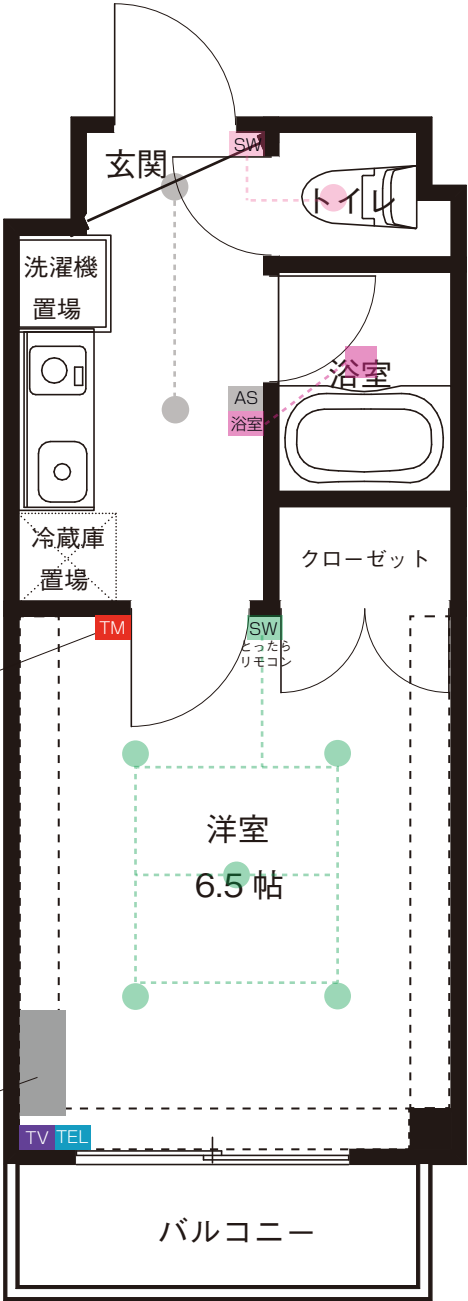 SW
玄関
トイレ
洗濯機
置場
浴室
AS
浴室
冷蔵庫
置場
クローゼット
TM
SW
とったら
リモコン
洋室
6.5 帖
TV
TEL
バルコニー